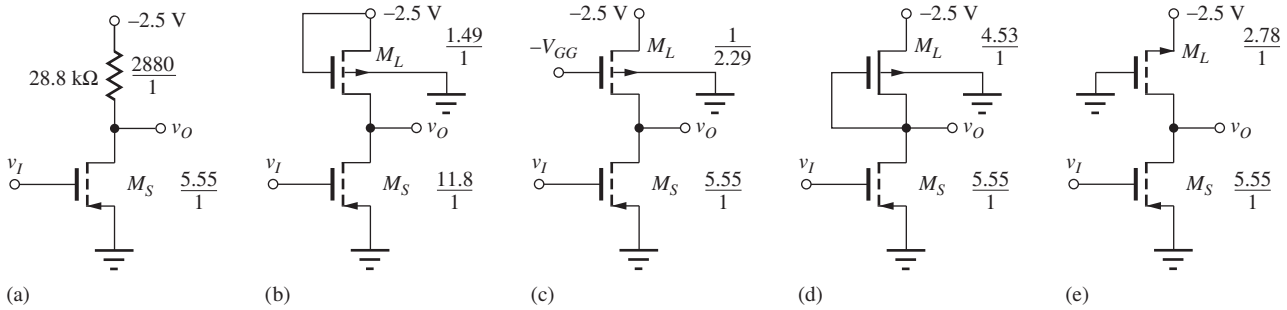 −2.5 V
28.8 kΩ
2880
1
v_O
v_I
M_S
5.55
1
(a)
−2.5 V
M_L
1.49
1
v_O
v_I
M_S
11.8
1
(b)
−2.5 V
−V_GG
M_L
1
2.29
v_O
v_I
M_S
5.55
1
(c)
−2.5 V
M_L
4.53
1
v_O
v_I
M_S
5.55
1
(d)
−2.5 V
M_L
2.78
1
v_O
v_I
M_S
5.55
1
(e)